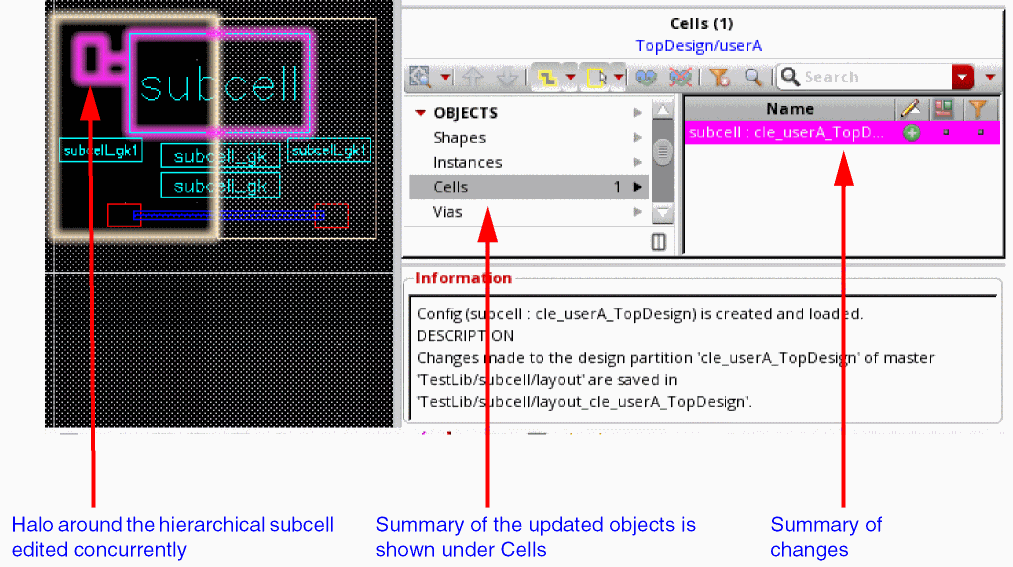 subcell
subcell_gk1
subcell_gk
subcell_gk1
subcell_gk
Cells (1)
TopDesign/userA
Search
OBJECTS
Shapes
Instances
Cells 1
Vias
Name
subcell : cle_userA_TopD...
Information
Config (subcell : cle_userA_TopDesign) is created and loaded.
DESCRIPTION
Changes made to the design partition 'cle_userA_TopDesign' of master
'TestLib/subcell/layout' are saved in
'TestLib/subcell/layout_cle_userA_TopDesign'.
Halo around the hierarchical subcell
edited concurrently
Summary of the updated objects is
shown under Cells
Summary of
changes